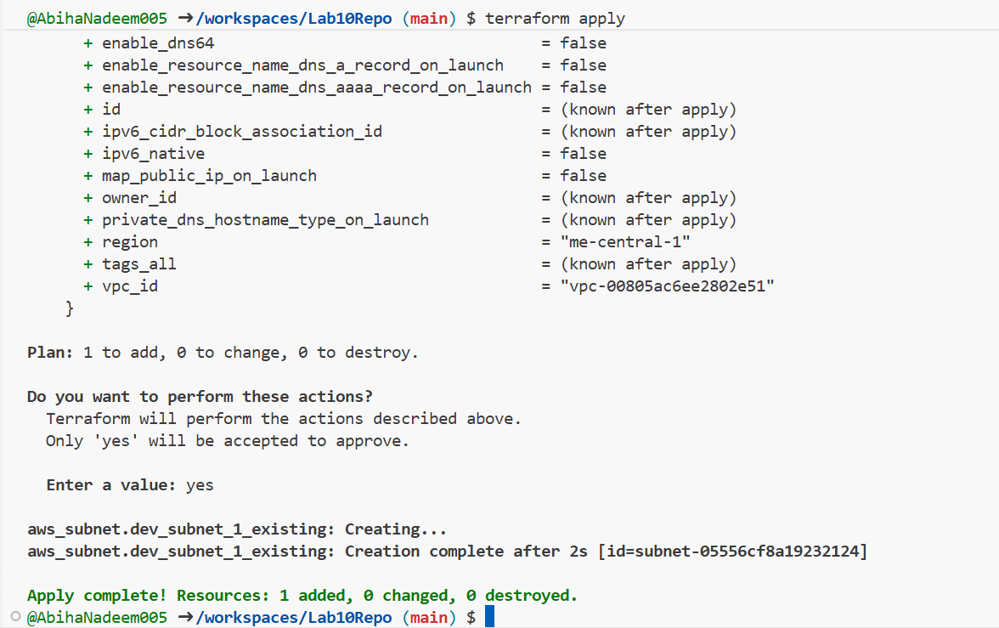 @AbihaNadeem005 ➜/workspaces/Lab10Repo (main) $ terraform apply
+ enable_dns64 = false
+ enable_resource_name_dns_a_record_on_launch = false
+ enable_resource_name_dns_aaaa_record_on_launch = false
+ id = (known after apply)
+ ipv6_cidr_block_association_id = (known after apply)
+ ipv6_native = false
+ map_public_ip_on_launch = false
+ owner_id = (known after apply)
+ private_dns_hostname_type_on_launch = (known after apply)
+ region = "me-central-1"
+ tags_all = (known after apply)
+ vpc_id = "vpc-00805ac6ee2802e51"
}
Plan: 1 to add, 0 to change, 0 to destroy.
Do you want to perform these actions?
Terraform will perform the actions described above.
Only 'yes' will be accepted to approve.
Enter a value: yes
aws_subnet.dev_subnet_1_existing: Creating...
aws_subnet.dev_subnet_1_existing: Creation complete after 2s [id=subnet-05556cf8a19232124]
Apply complete! Resources: 1 added, 0 changed, 0 destroyed.
@AbihaNadeem005 ➜/workspaces/Lab10Repo (main) $